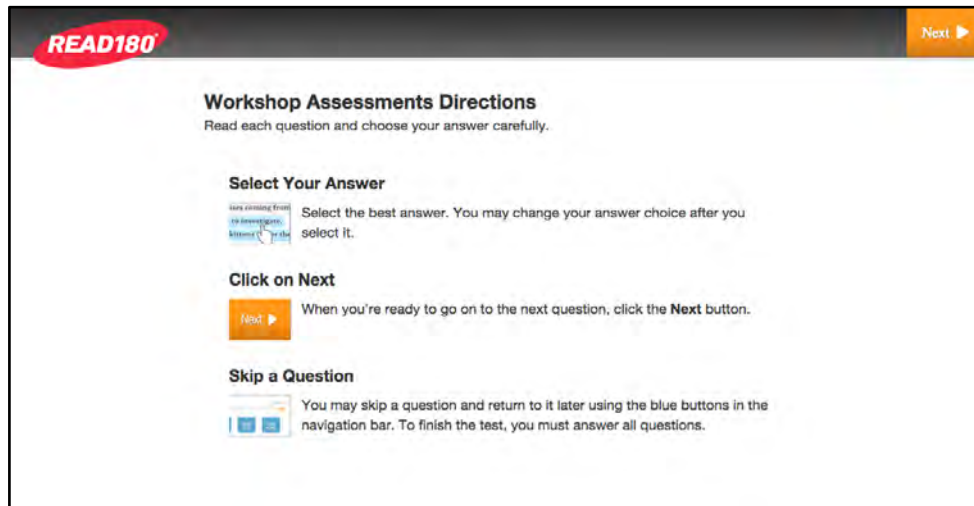 READ180
Next
Workshop Assessments Directions
Read each question and choose your answer carefully.
Select Your Answer
Select the best answer. You may change your answer choice after you
select it.
Click on Next
Next
When you're ready to go on to the next question, click the Next button.
Skip a Question
You may skip a question and return to it later using the blue buttons in the
navigation bar. To finish the test, you must answer all questions.